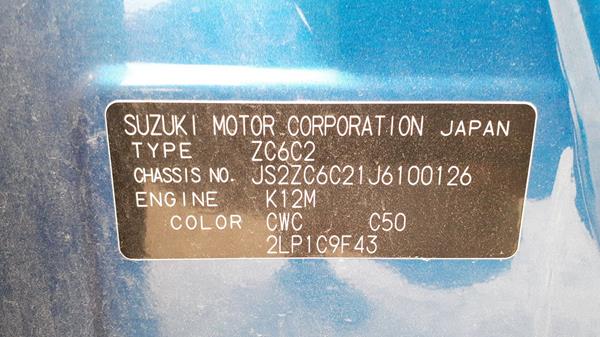 SUZUKI MOTOR CORPORATION JAPAN
TYPE ZC6C2
CHASSIS NO. JS2ZC6C21J6100126
ENGINE K12M
COLOR CWC C50
2LP1C9F43